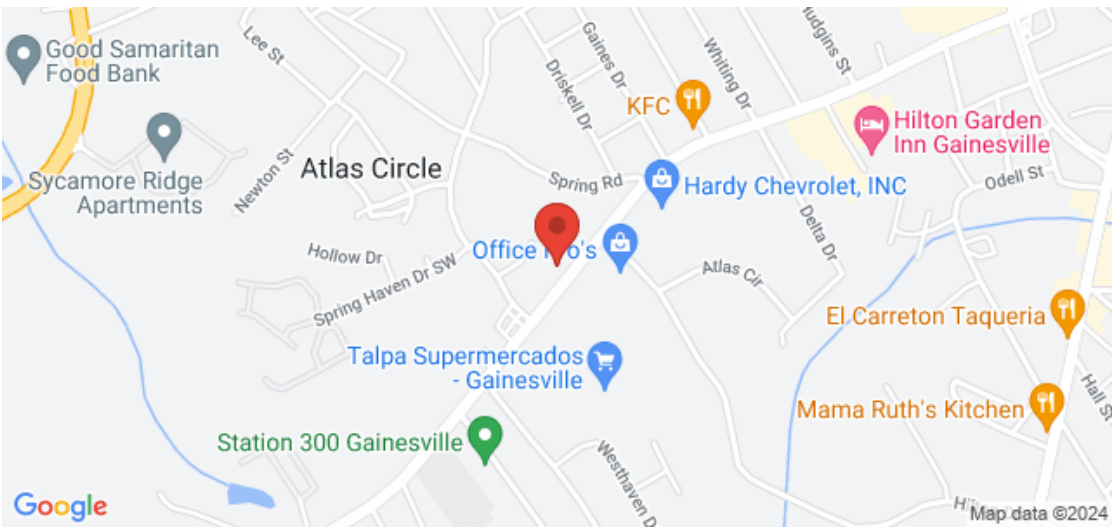 Good Samaritan
Food Bank
Lee St
Gaines Dr
Driskell Dr
Whiting Dr
KFC
Hilton Garden
Inn Gainesville
Odell St
Atlas Circle
Sycamore Ridge
Apartments
Newton St
Spring Rd
Hardy Chevrolet, INC
Delta Dr
Hollow Dr
Office
Atlas Cir
Spring Haven Dr SW
El Carreton Taqueria
Talpa Supermercados
- Gainesville
Hall St
Mama Ruth's Kitchen
Station 300 Gainesville
Westhaven D
Google
Map data ©2024